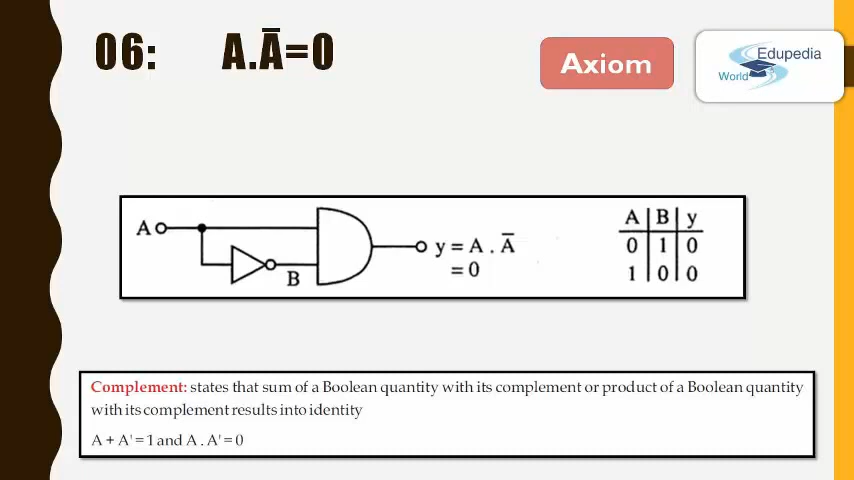 06: A.Ā=0
Axiom
Edupedia
World
A
B
y = A . Ā
= 0
A B y
0 1 0
1 0 0
Complement: states that sum of a Boolean quantity with its complement or product of a Boolean quantity
with its complement results into identity
A + A' = 1 and A . A' = 0